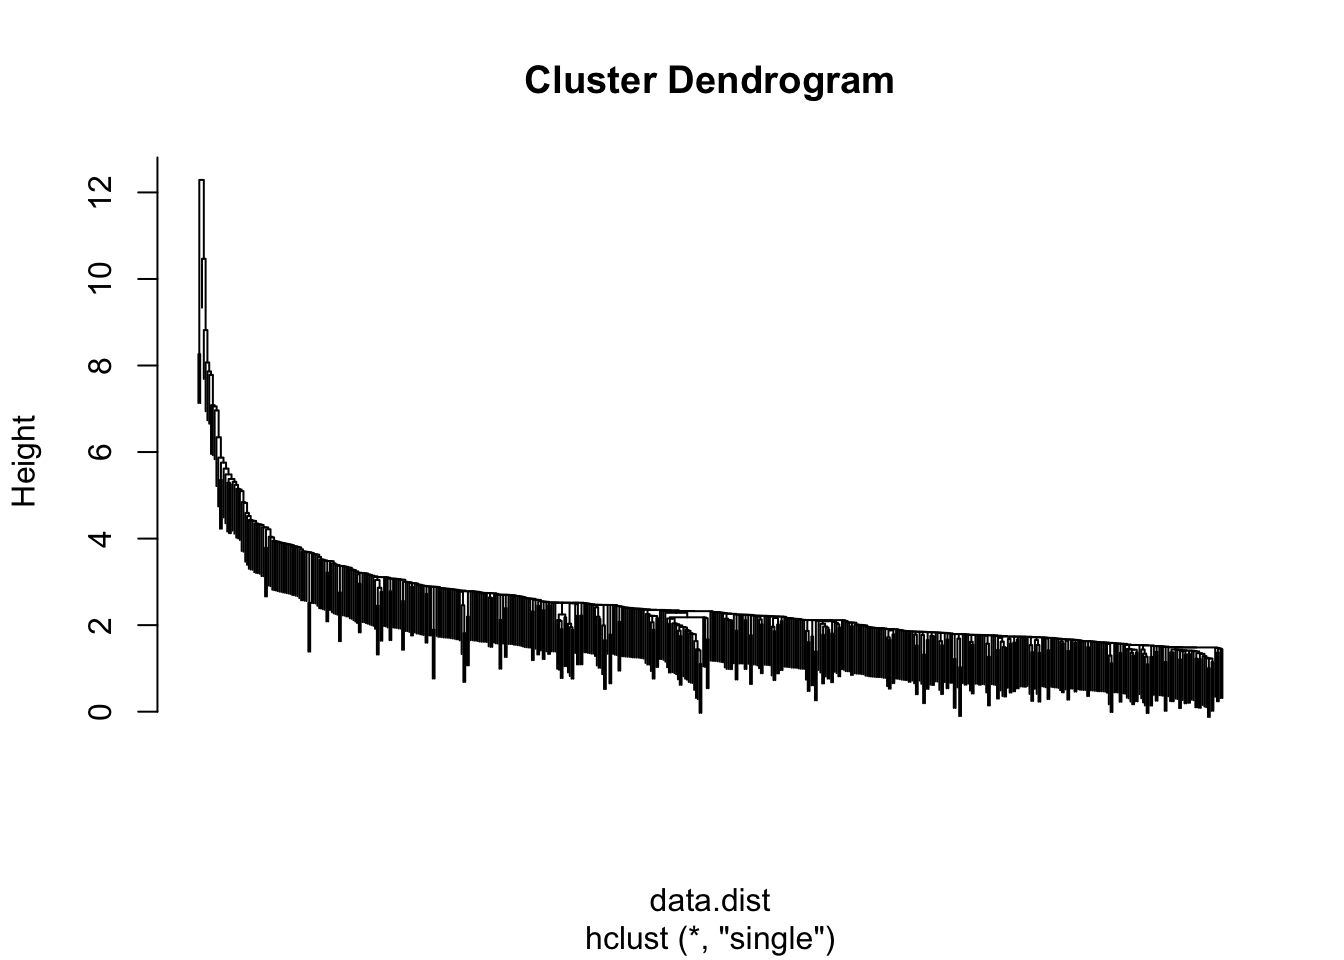 Cluster Dendrogram
Height
12
10
8
6
4
2
0
data.dist
hclust (*, "single")